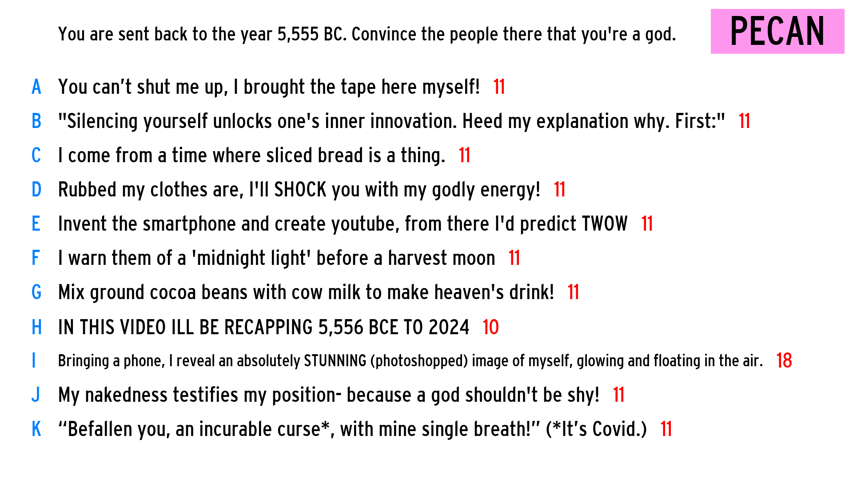 You are sent back to the year 5,555 BC. Convince the people there that you're a god.
PECAN
A You can’t shut me up, I brought the tape here myself! 11
B "Silencing yourself unlocks one's inner innovation. Heed my explanation why. First:" 11
C I come from a time where sliced bread is a thing. 11
D Rubbed my clothes are, I'll SHOCK you with my godly energy! 11
E Invent the smartphone and create youtube, from there I'd predict TWOW 11
F I warn them of a 'midnight light' before a harvest moon 11
G Mix ground cocoa beans with cow milk to make heaven's drink! 11
H IN THIS VIDEO ILL BE RECAPPING 5,556 BCE TO 2024 10
I Bringing a phone, I reveal an absolutely STUNNING (photoshopped) image of myself, glowing and floating in the air. 18
J My nakedness testifies my position- because a god shouldn't be shy! 11
K “Befallen you, an incurable curse*, with mine single breath!” (*It’s Covid.) 11